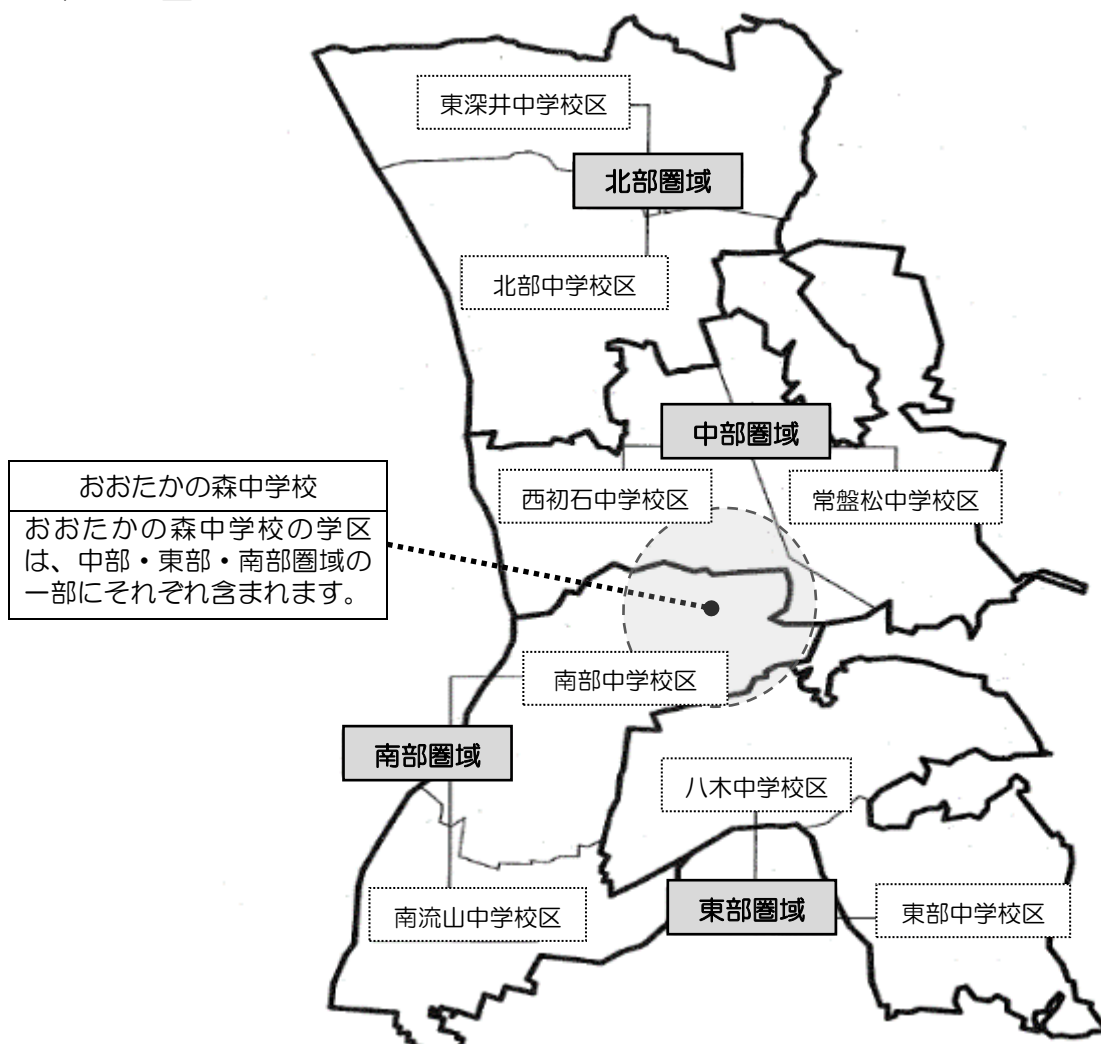 東深井中学校区
北部圏域
北部中学校区
中部圏域
西初石中学校区
常盤松中学校区
おおたかの森中学校
おおたかの森中学校の学区
は、中部・東部・南部圏域の
一部にそれぞれ含まれます。
南部中学校区
南部圏域
八木中学校区
南流山中学校区
東部圏域
東部中学校区